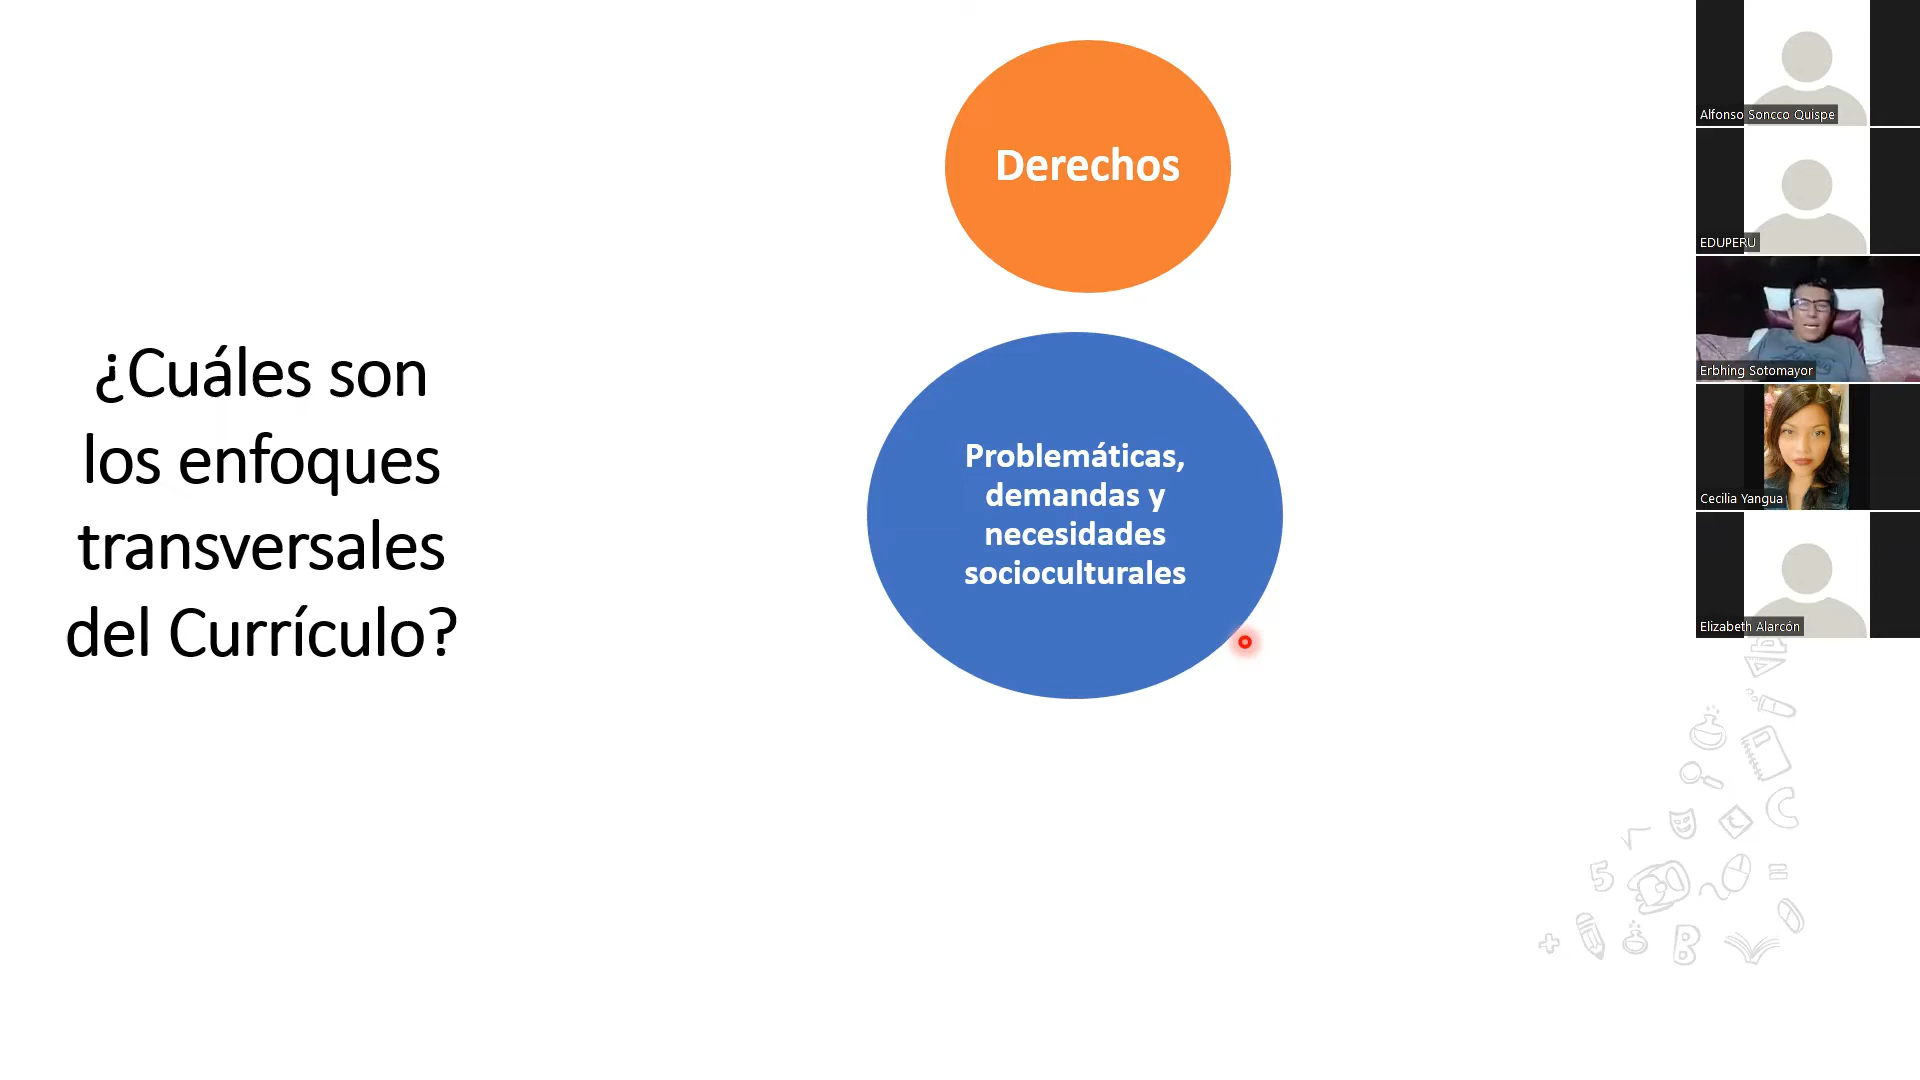 ¿Cuáles son
los enfoques
transversales
del Currículo?
Derechos
Problemáticas,
demandas y
necesidades
socioculturales
Alfonso Soncco Quispe
EDUPERU
Erbhing Sotomayor
Cecilia Yangua
Elizabeth Alarcón
5
B